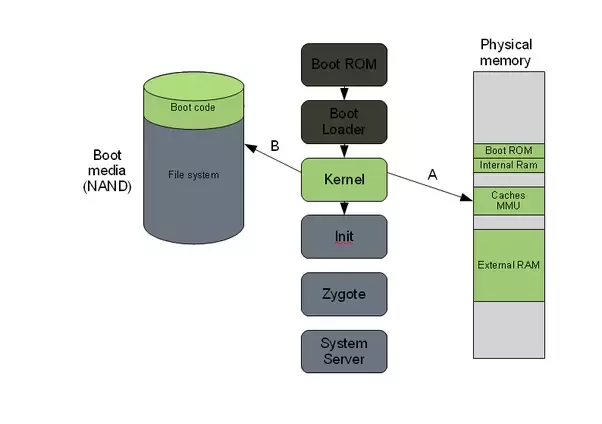 Physical
memory
Boot ROM
Boot
Loader
Kernel
Init
Zygote
System
Server
Boot
media
(NAND)
Boot code
File system
B
A
Boot ROM
Internal Ram
Caches
MMU
External RAM